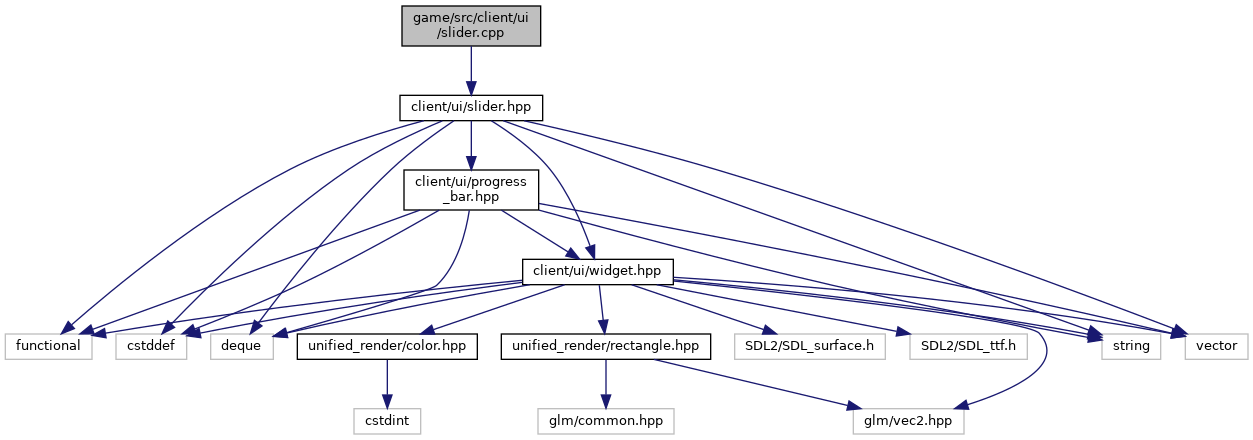 game/src/client/ui
/slider.cpp
client/ui/slider.hpp
client/ui/progress
_bar.hpp
client/ui/widget.hpp
functional
cstddef
deque
unified_render/color.hpp
unified_render/rectangle.hpp
SDL2/SDL_surface.h
SDL2/SDL_ttf.h
string
vector
cstdint
glm/common.hpp
glm/vec2.hpp